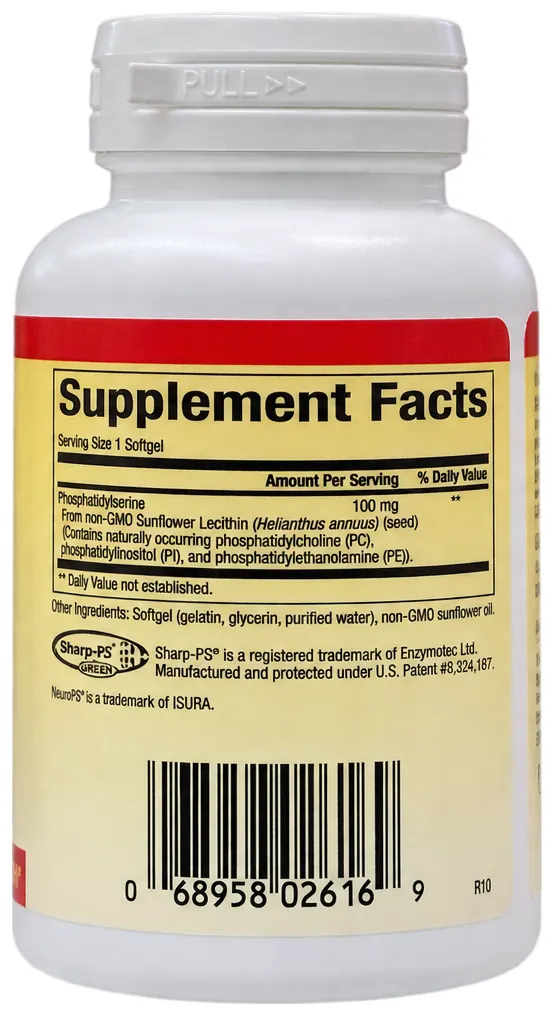 PULL
Supplement Facts
Serving Size 1 Softgel
Amount Per Serving % Daily Value
Phosphatidylserine 100 mg **
From non-GMO Sunflower Lecithin (Helianthus annuus) (seed)
(Contains naturally occurring phosphatidylcholine (PC),
phosphatidylinositol (PI), and phosphatidylethanolamine (PE)).
** Daily Value not established.
Other Ingredients: Softgel (gelatin, glycerin, purified water), non-GMO sunflower oil.
Sharp-PS®
GREEN
Sharp-PS® is a registered trademark of Enzymotec Ltd.
Manufactured and protected under U.S. Patent #8,324,187.
NeuroPS® is a trademark of ISURA.
0 68958 02616 9
R10